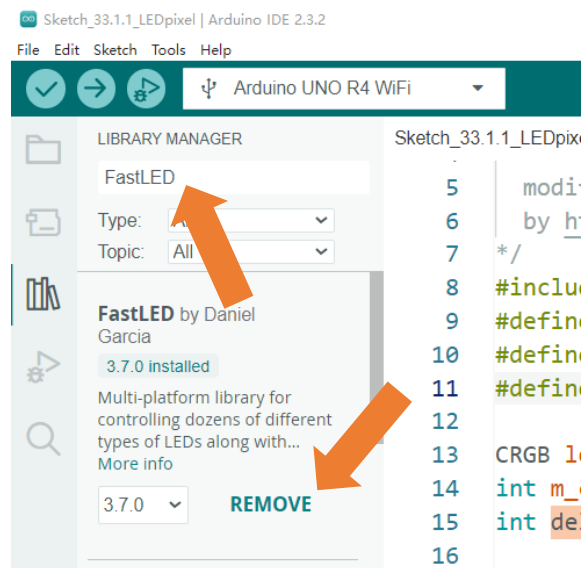 Sketch_33.1.1_LEDpixel | Arduino IDE 2.3.2
File Edit Sketch Tools Help
Arduino UNO R4 WiFi
LIBRARY MANAGER
FastLED
Type:
Topic: All
FastLED by Daniel
Garcia
3.7.0 installed
Multi-platform library for
controlling dozens of different
types of LEDs along with...
More info
3.7.0 REMOVE
Sketch_33.1.1_LEDpixe
5 modi
6 by h
7 */
8 #inclu
9 #defin
10 #defin
11 #defin
12
13 CRGB l
14 int m_
15 int de
16